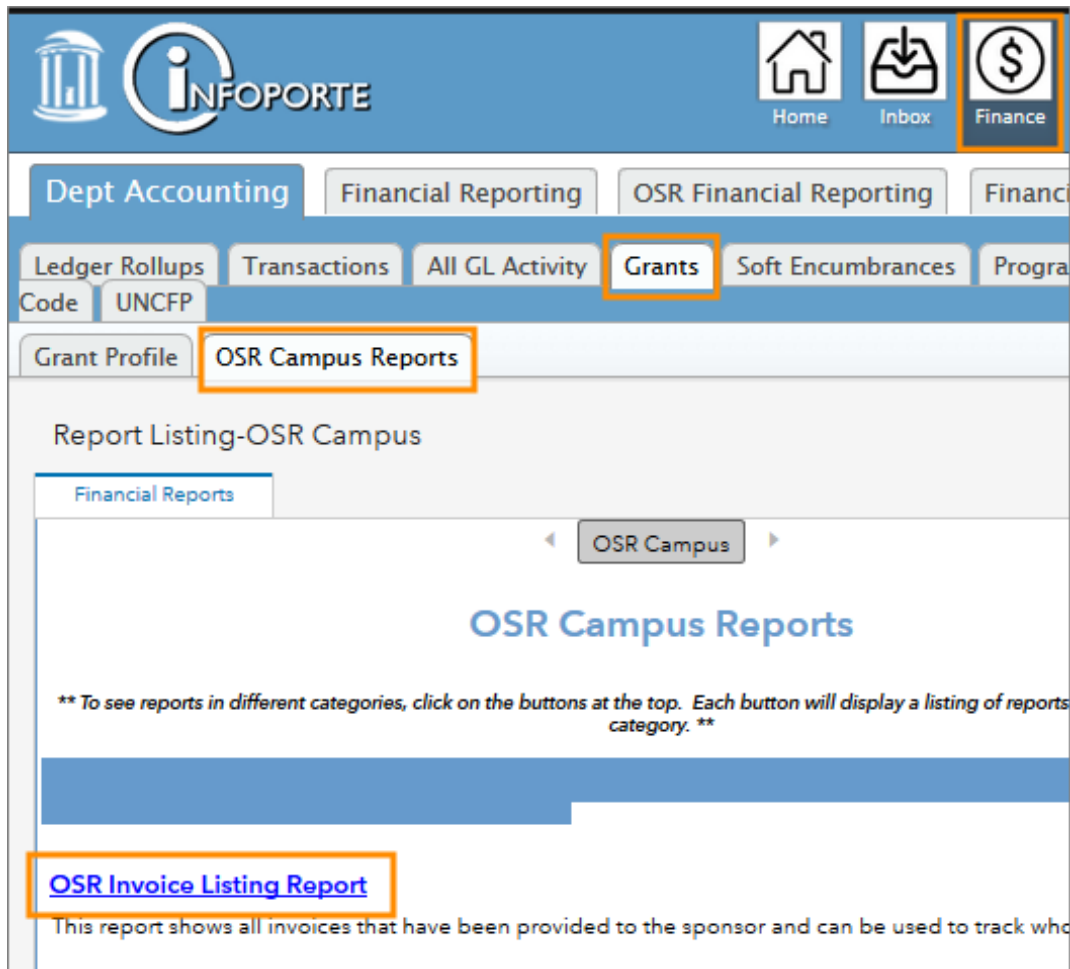 INFOPORTE
Home Inbox Finance
Dept Accounting Financial Reporting OSR Financial Reporting Financi
Ledger Rollups Transactions All GL Activity Grants Soft Encumbrances Progra
Code UNCFP
Grant Profile OSR Campus Reports
Report Listing-OSR Campus
Financial Reports
OSR Campus
OSR Campus Reports
** To see reports in different categories, click on the buttons at the top. Each button will display a listing of reports
category. **
OSR Invoice Listing Report
This report shows all invoices that have been provided to the sponsor and can be used to track who